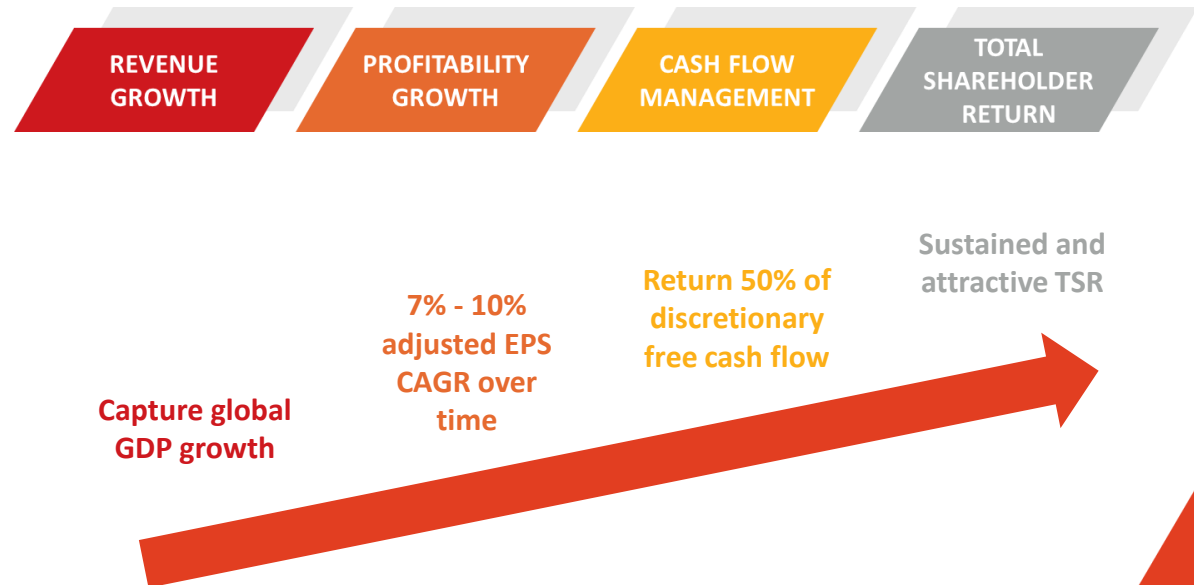 REVENUE
GROWTH
PROFITABILITY
GROWTH
CASH FLOW
MANAGEMENT
TOTAL
SHAREHOLDER
RETURN
Capture global
GDP growth
7% - 10%
adjusted EPS
CAGR over
time
Return 50% of
discretionary
free cash flow
Sustained and
attractive TSR